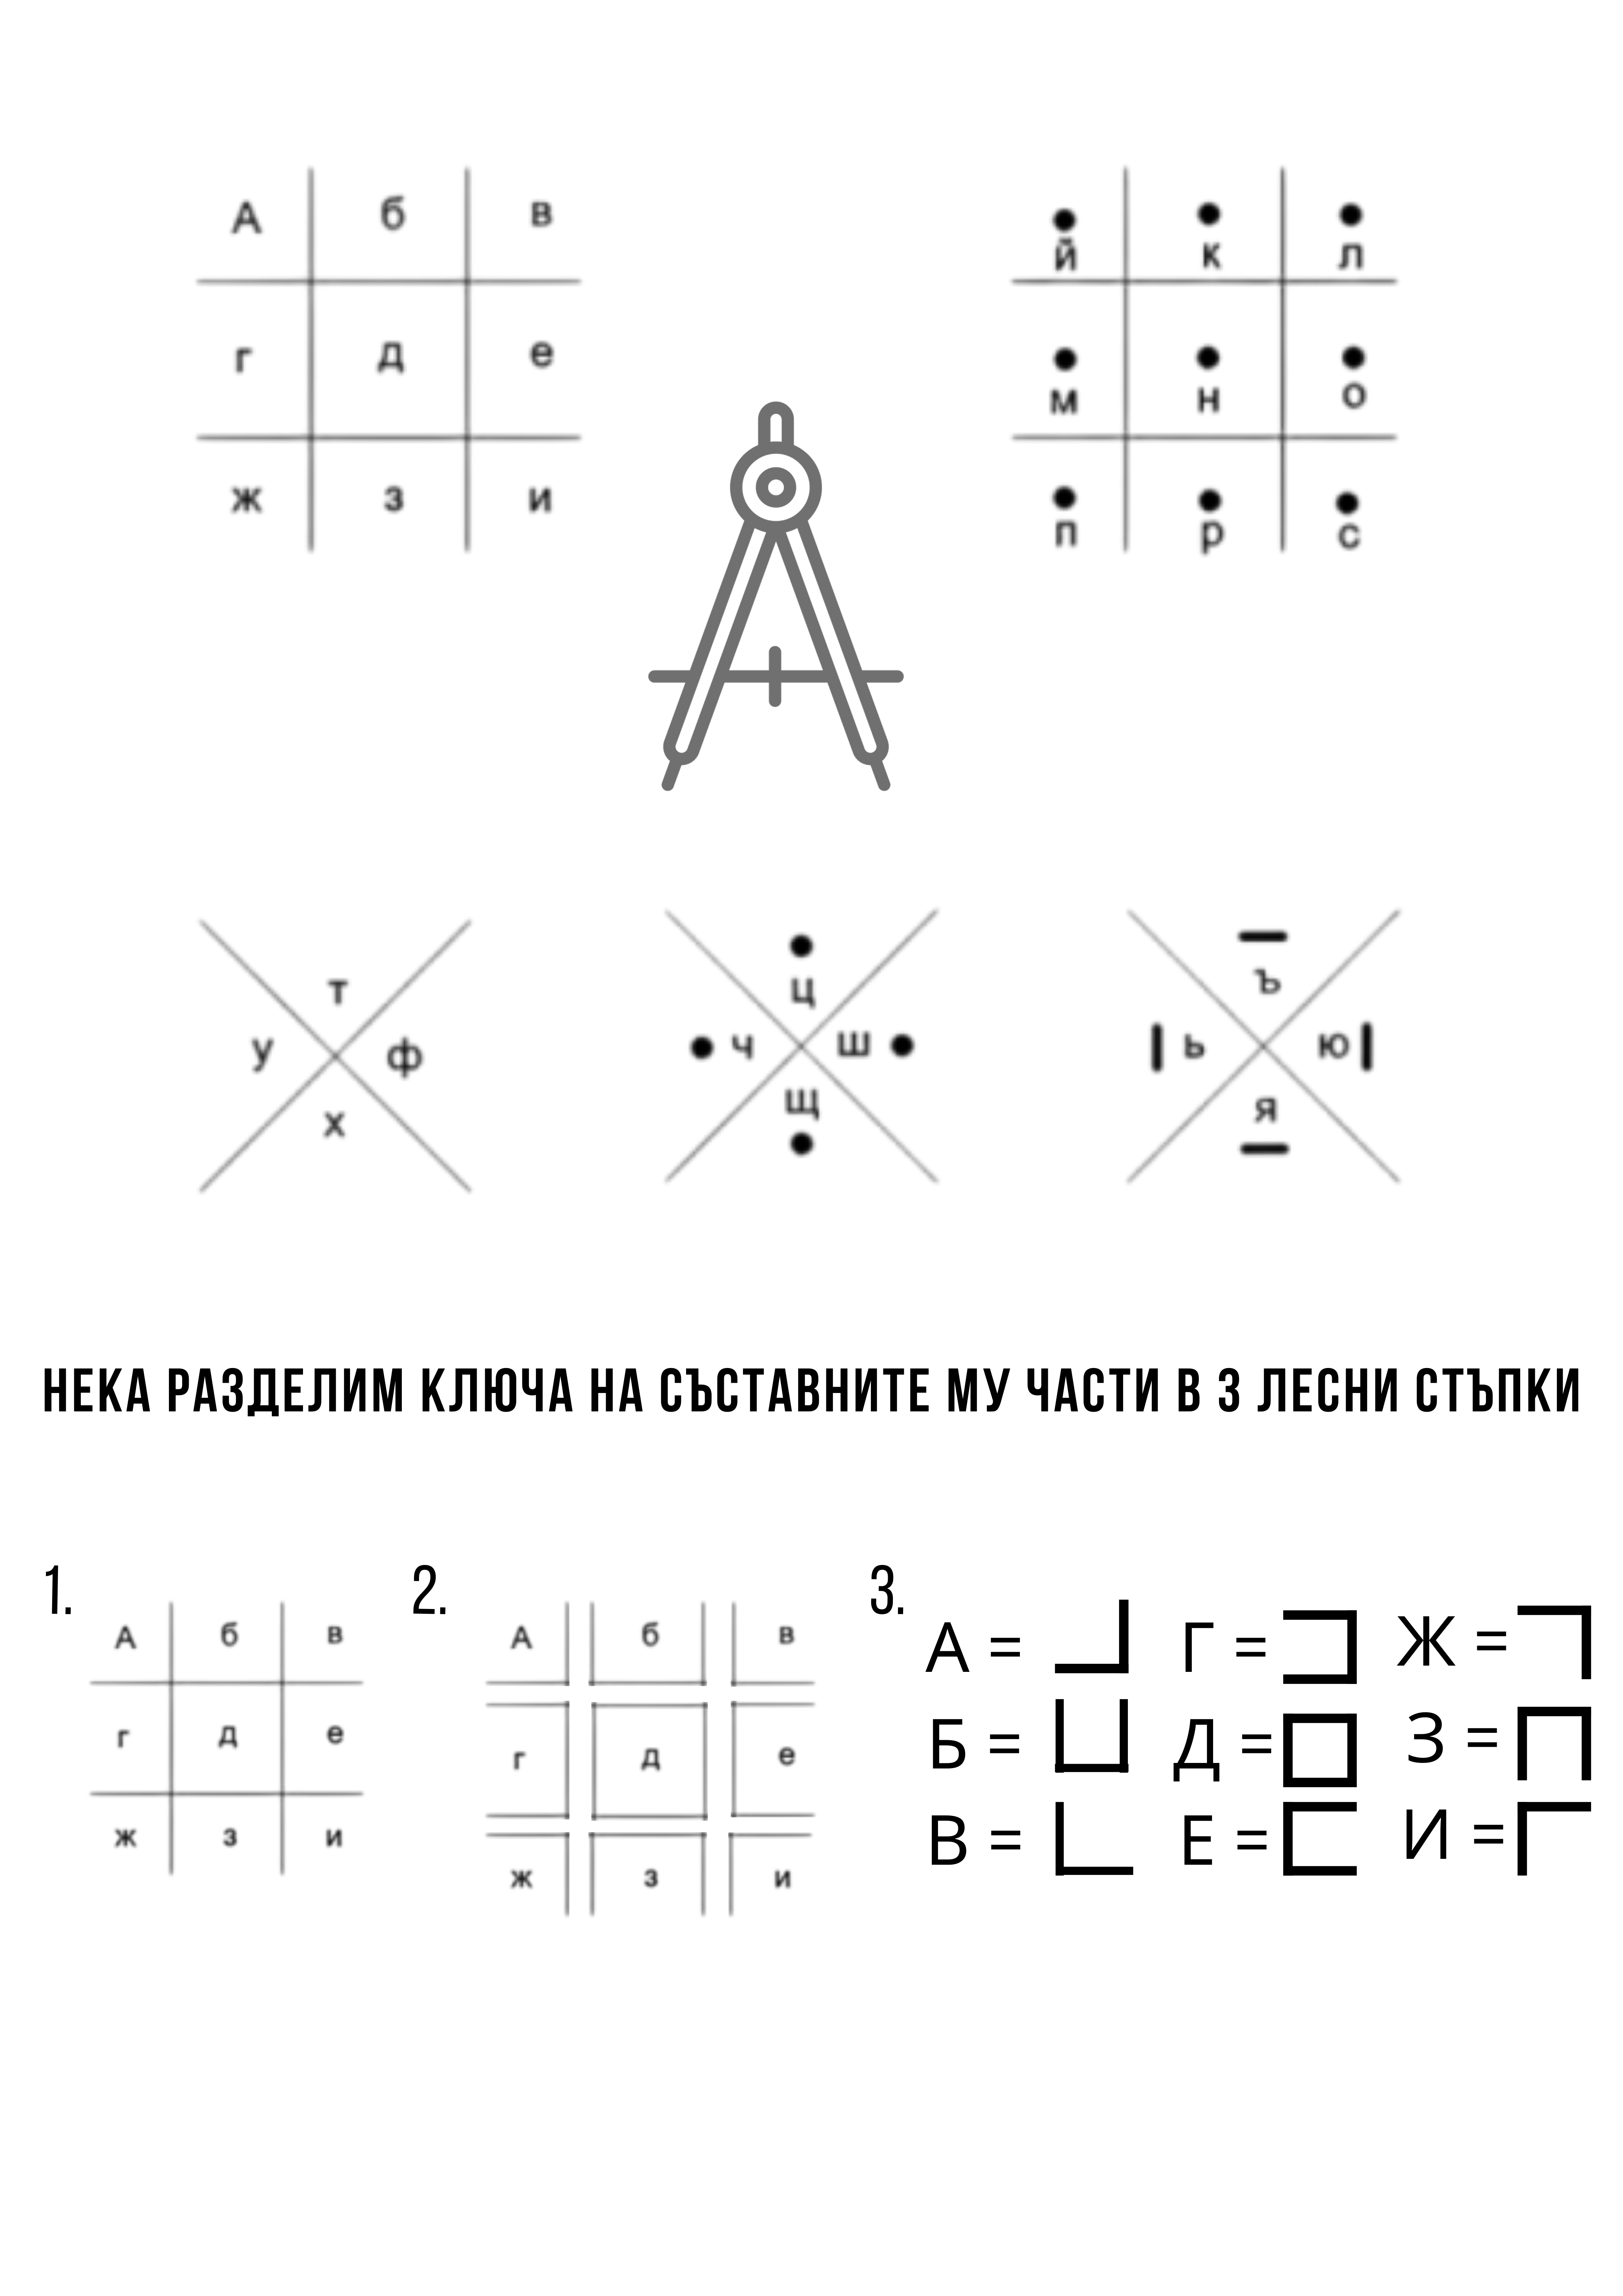 А б в
й к л
г д е
м н о
ж з и
п р с
т
у ф
х
ц
ч ш
щ
ъ
ь ю
я
НЕКА РАЗДЕЛИМ КЛЮЧА НА СЪСТАВНИТЕ МУ ЧАСТИ В 3 ЛЕСНИ СТЪПКИ
1.
А б в
г д е
ж з и
2.
А б в
г д е
ж з и
3.
А = Г = Ж =
Б = Д = З =
В = Е = И =